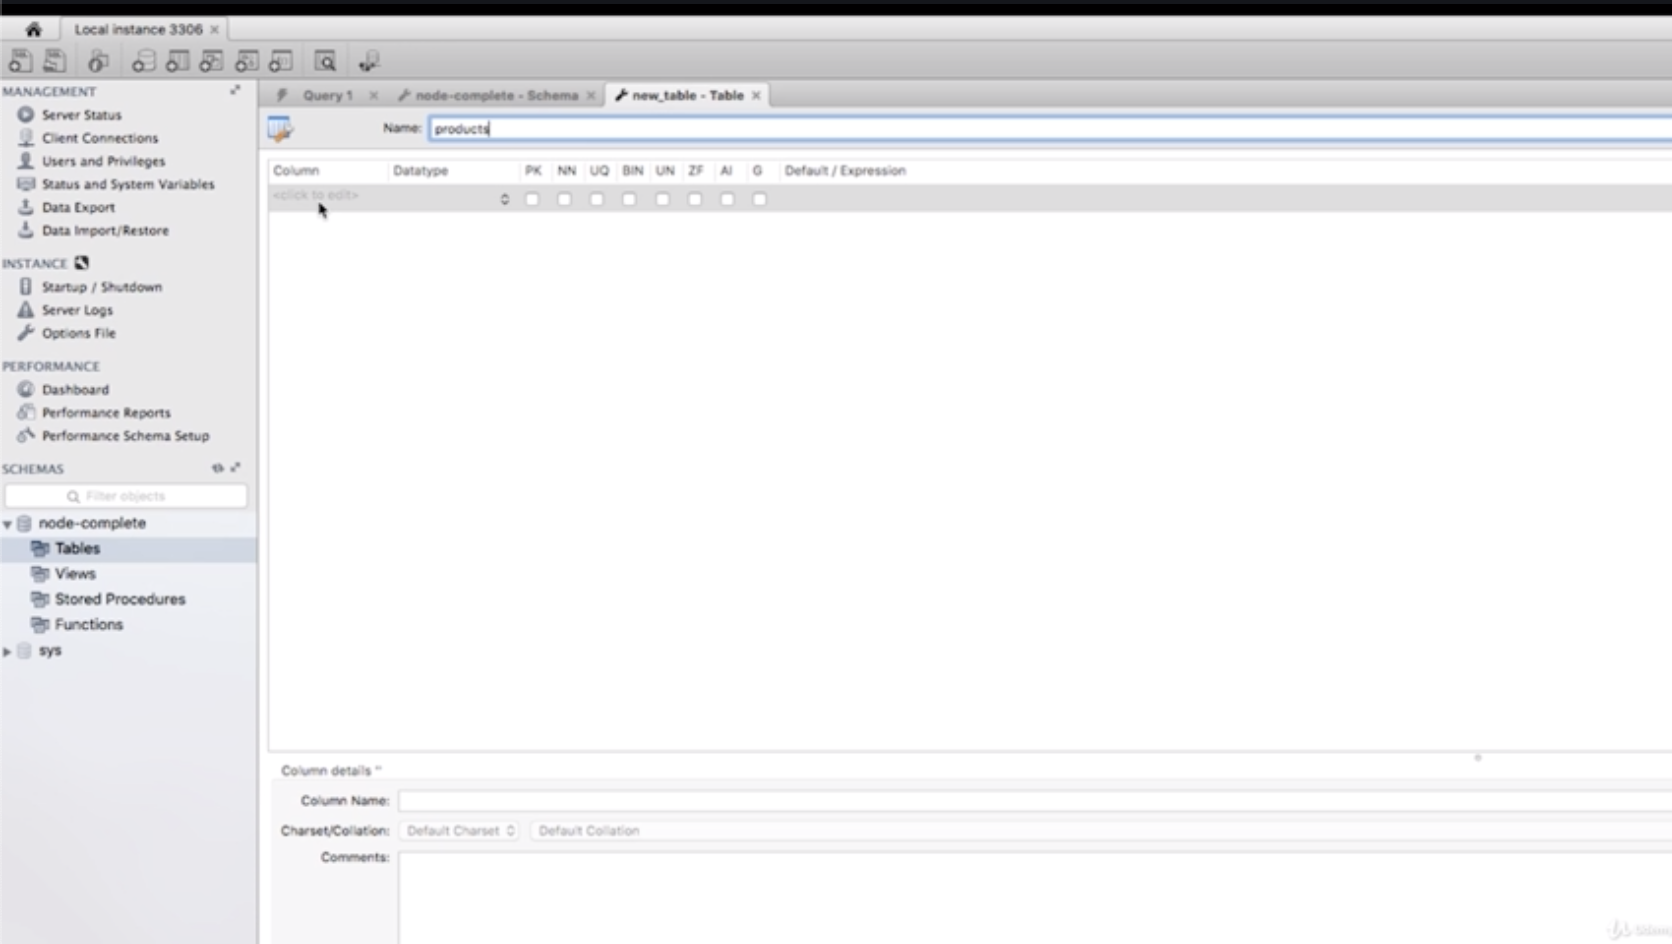 Local instance 3306
MANAGEMENT
Server Status
Client Connections
Users and Privileges
Status and System Variables
Data Export
Data Import/Restore
INSTANCE
Startup / Shutdown
Server Logs
Options File
PERFORMANCE
Dashboard
Performance Reports
Performance Schema Setup
SCHEMAS
Filter objects
node-complete
Tables
Views
Stored Procedures
Functions
sys
Query 1
node-complete - Schema
new_table - Table
Name: products
Column Datatype PK NN UQ BIN UN ZF AI G Default / Expression
<click to edit>
Column details ''
Column Name:
Charset/Collation: Default Charset Default Collation
Comments: